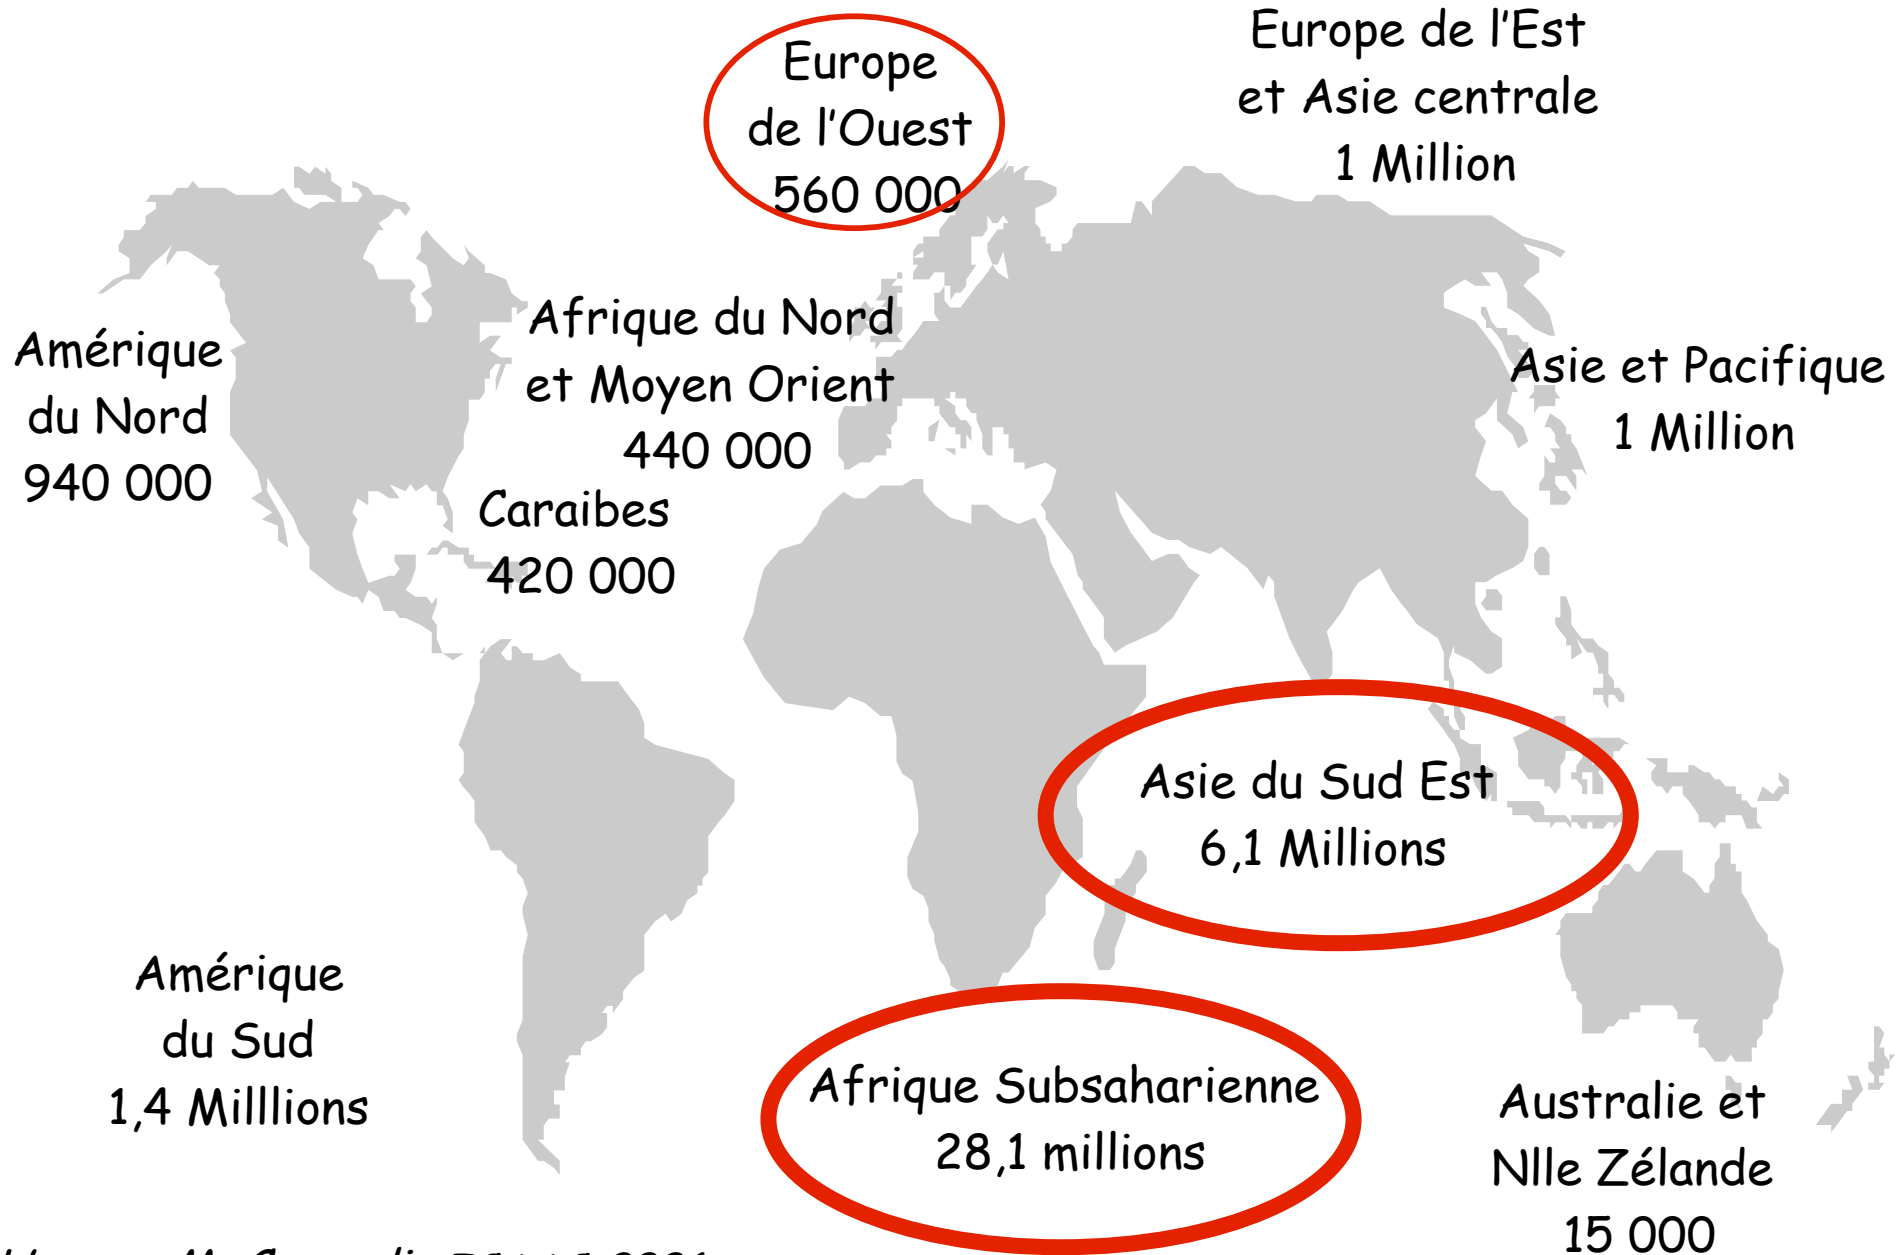 Europe
de l'Ouest
560 000
Europe de l'Est
et Asie centrale
1 Million
Amérique
du Nord
940 000
Afrique du Nord
et Moyen Orient
440 000
Caraibes
420 000
Asie et Pacifique
1 Million
Asie du Sud Est
6,1 Millions
Amérique
du Sud
1,4 Milllions
Afrique Subsaharienne
28,1 millions
Australie et
Nlle Zélande
15 000